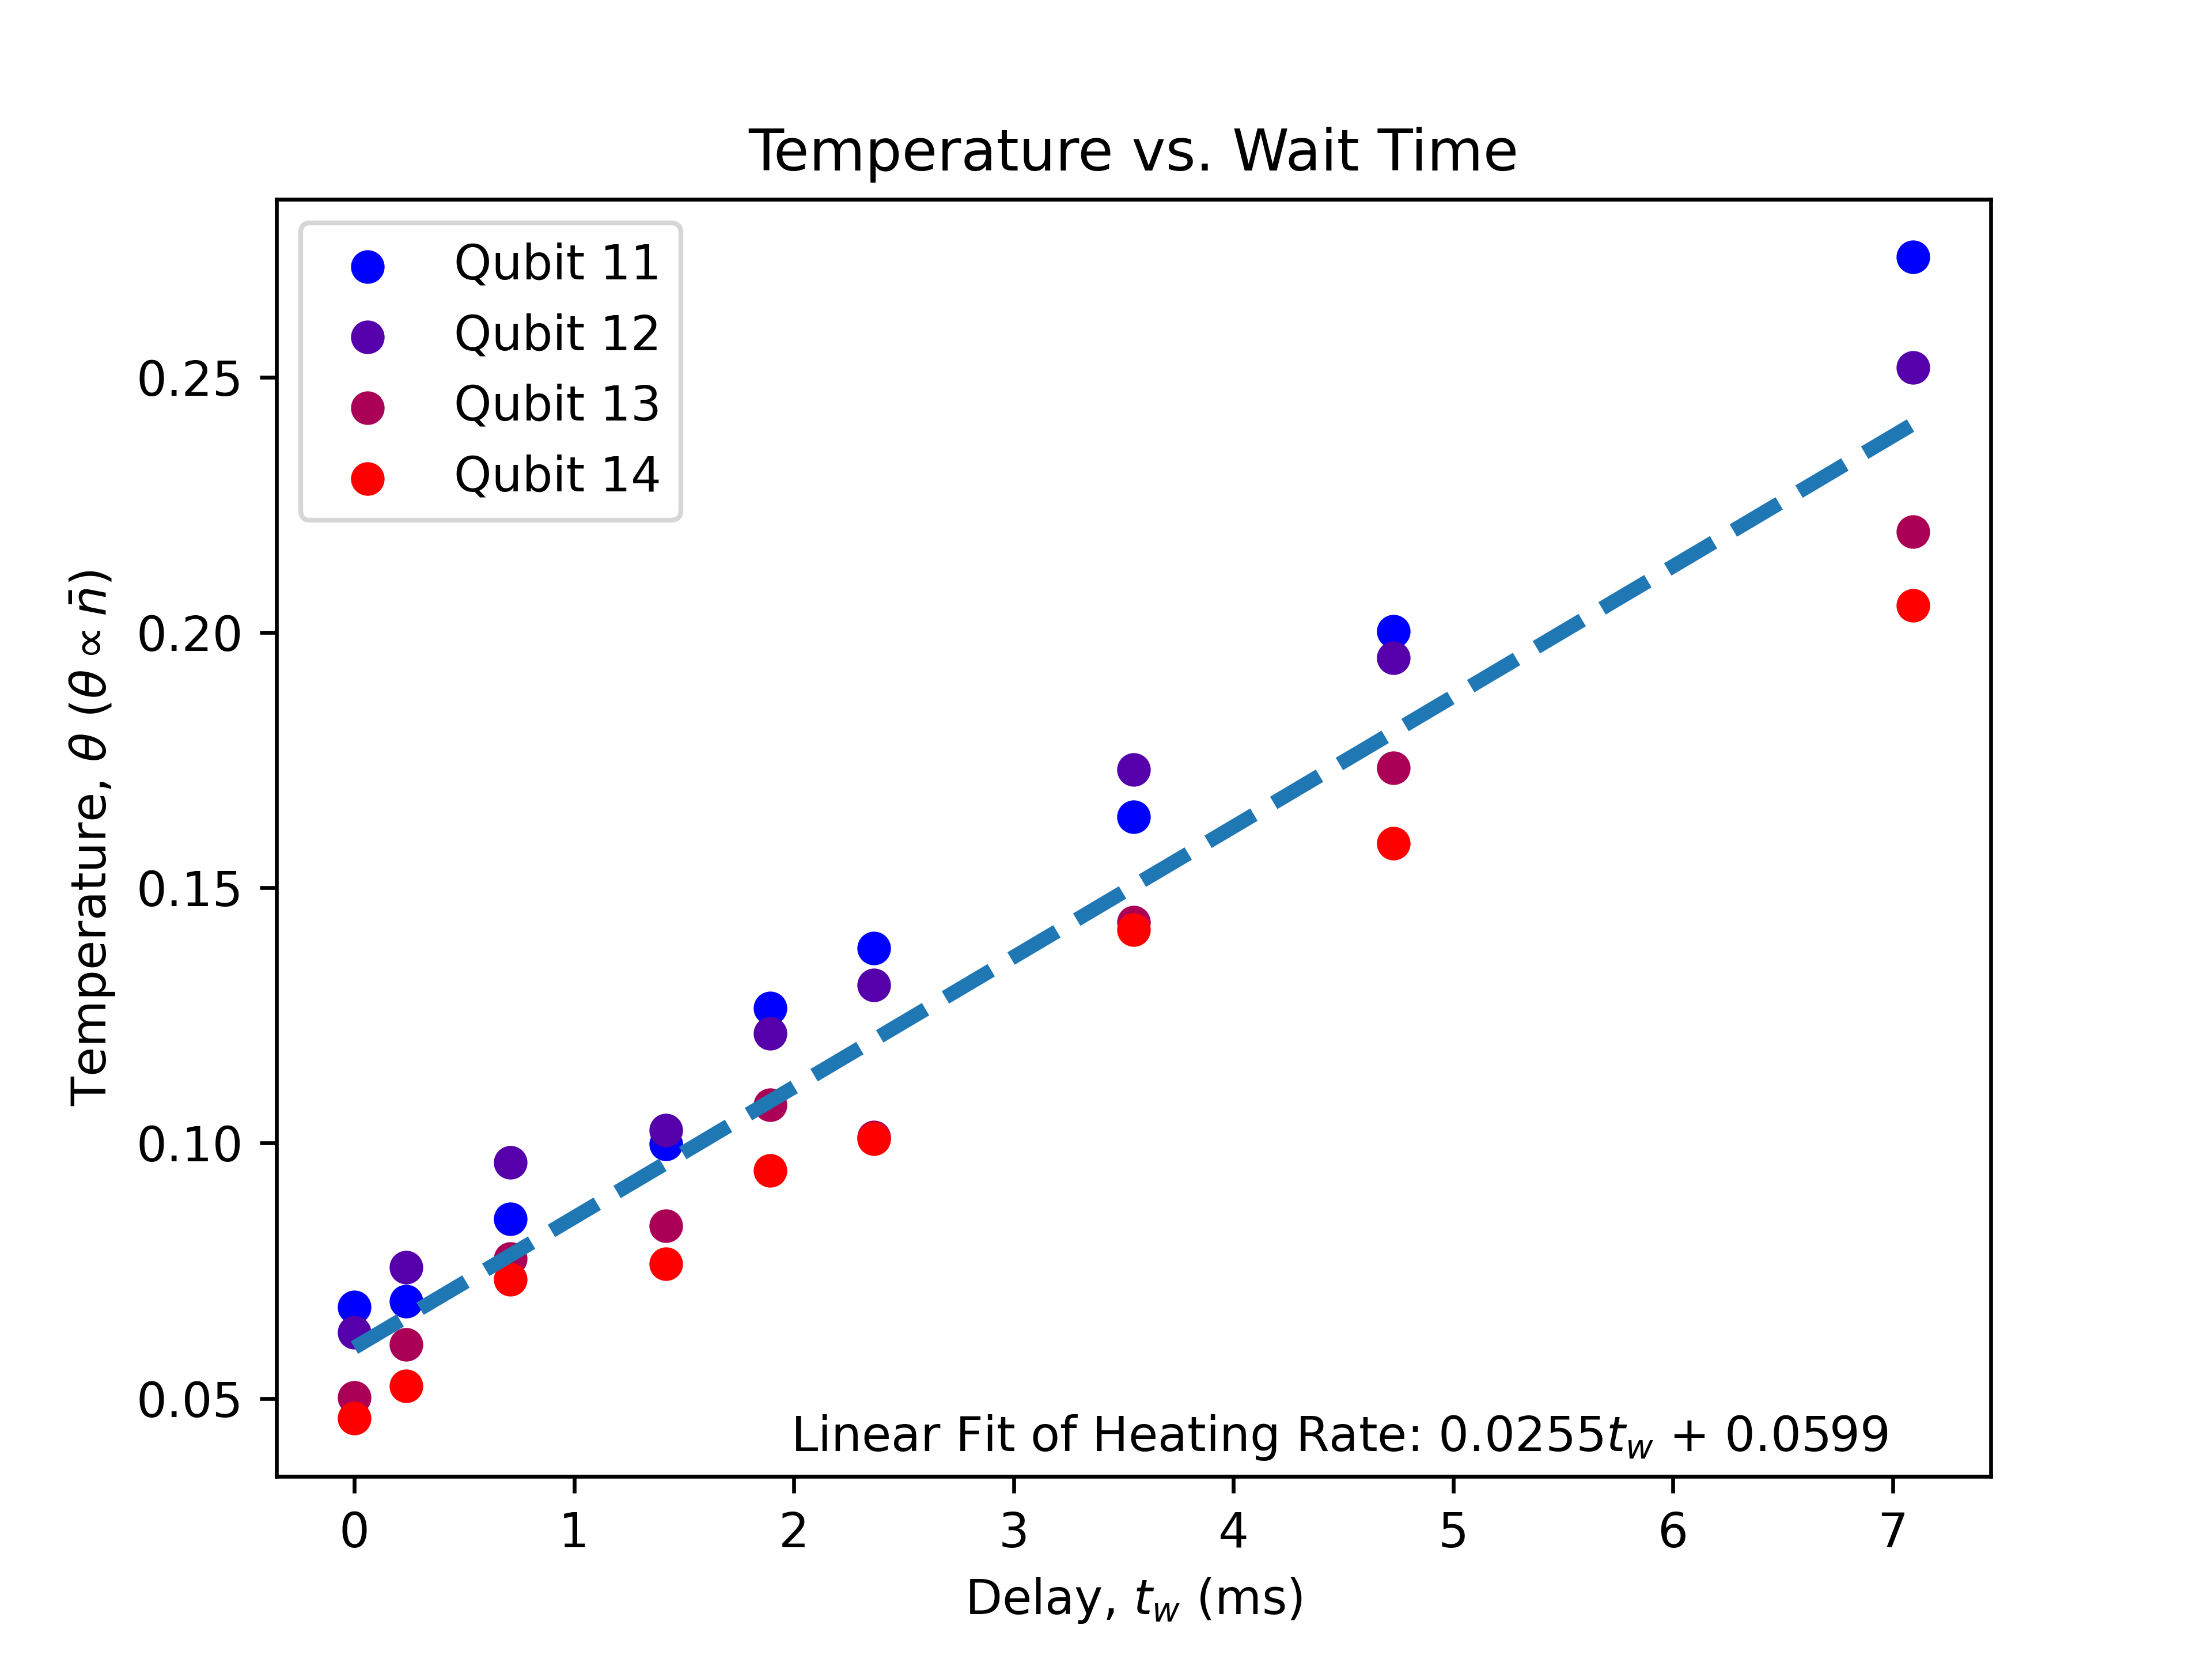 Temperature vs. Wait Time
Qubit 11
Qubit 12
Qubit 13
Qubit 14
Temperature, θ (θ ∝ n̄)
0.25
0.20
0.15
0.10
0.05
Linear Fit of Heating Rate: 0.0255t_w + 0.0599
0 1 2 3 4 5 6 7
Delay, t_w (ms)